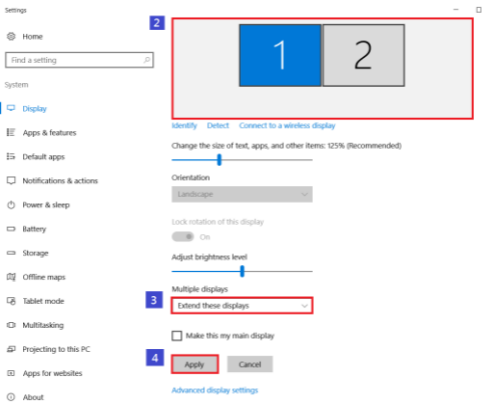 Settings
Home
Find a setting
System
Display
Apps & features
Default apps
Notifications & actions
Power & sleep
Battery
Storage
Offline maps
Tablet mode
Multitasking
Projecting to this PC
Apps for websites
About
2
1 2
Identify Detect Connect to a wireless display
Change the size of text, apps, and other items: 125% (Recommended)
Orientation
Landscape
Lock rotation of this display
On
Adjust brightness level
Multiple displays
3 Extend these displays
Make this my main display
4 Apply Cancel
Advanced display settings